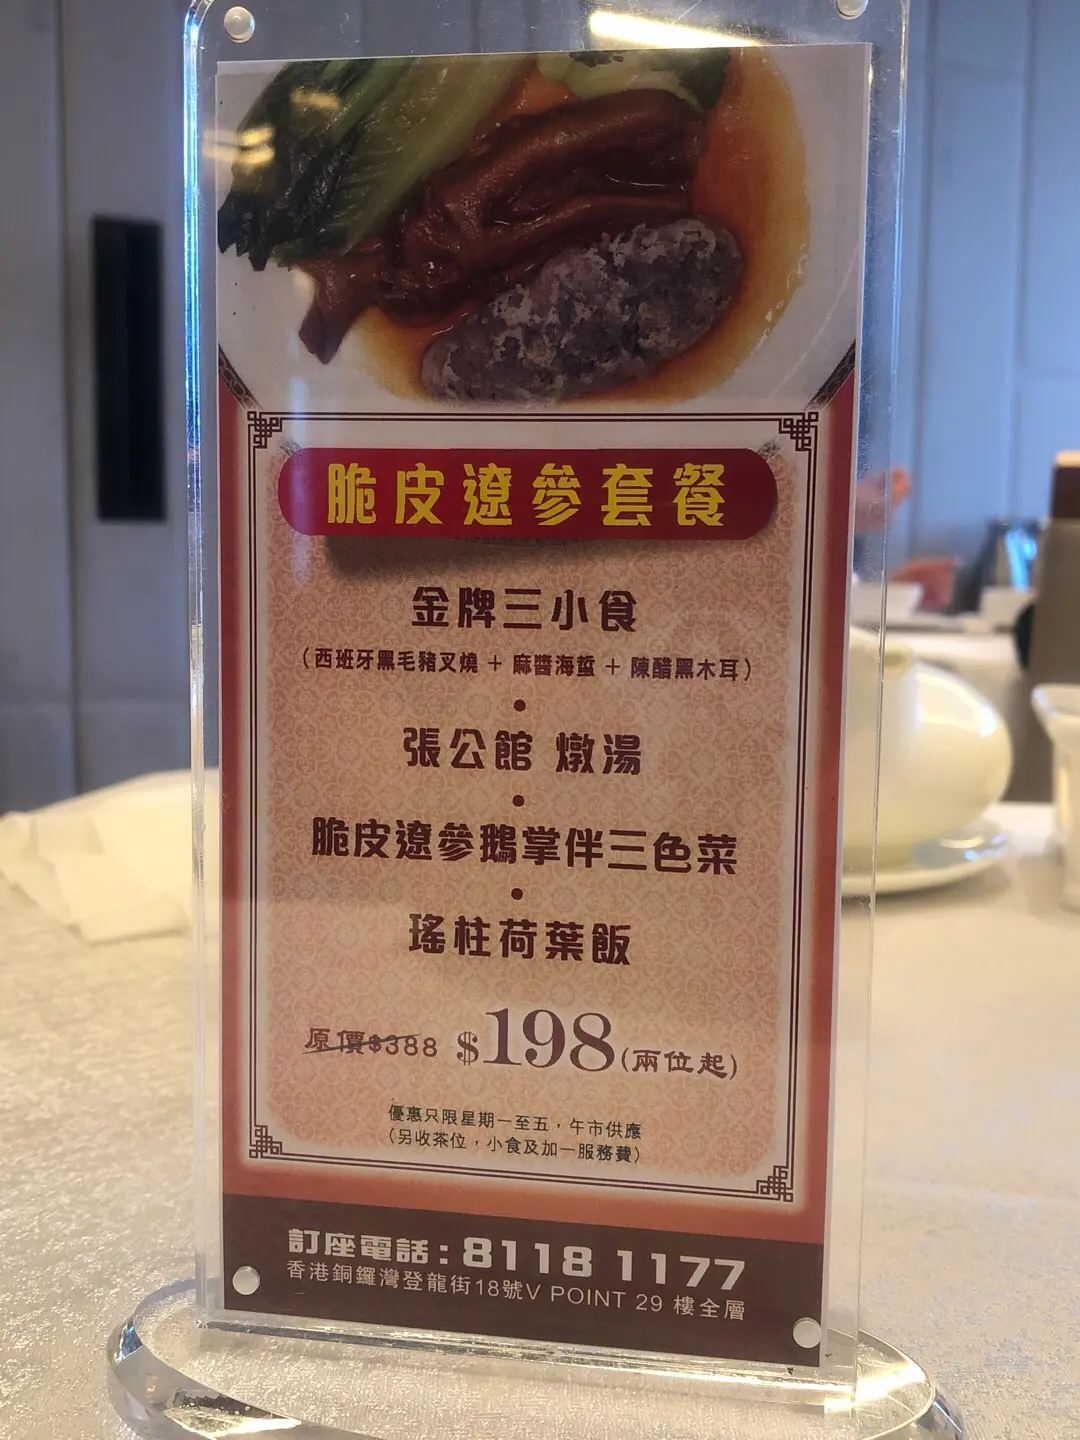 脆皮遼參套餐
金牌三小食
（西班牙黑毛豬叉燒 + 麻醬海蜇 + 陳醋黑木耳）
•
張公館 燉湯
•
脆皮遼參鵝掌伴三色菜
•
瑤柱荷葉飯
原價$388 $198(兩位起)
優惠只限星期一至五，午市供應
（另收茶位，小食及加一服務費）
訂座電話：8118 1177
香港銅鑼灣登龍街18號V POINT 29 樓全層